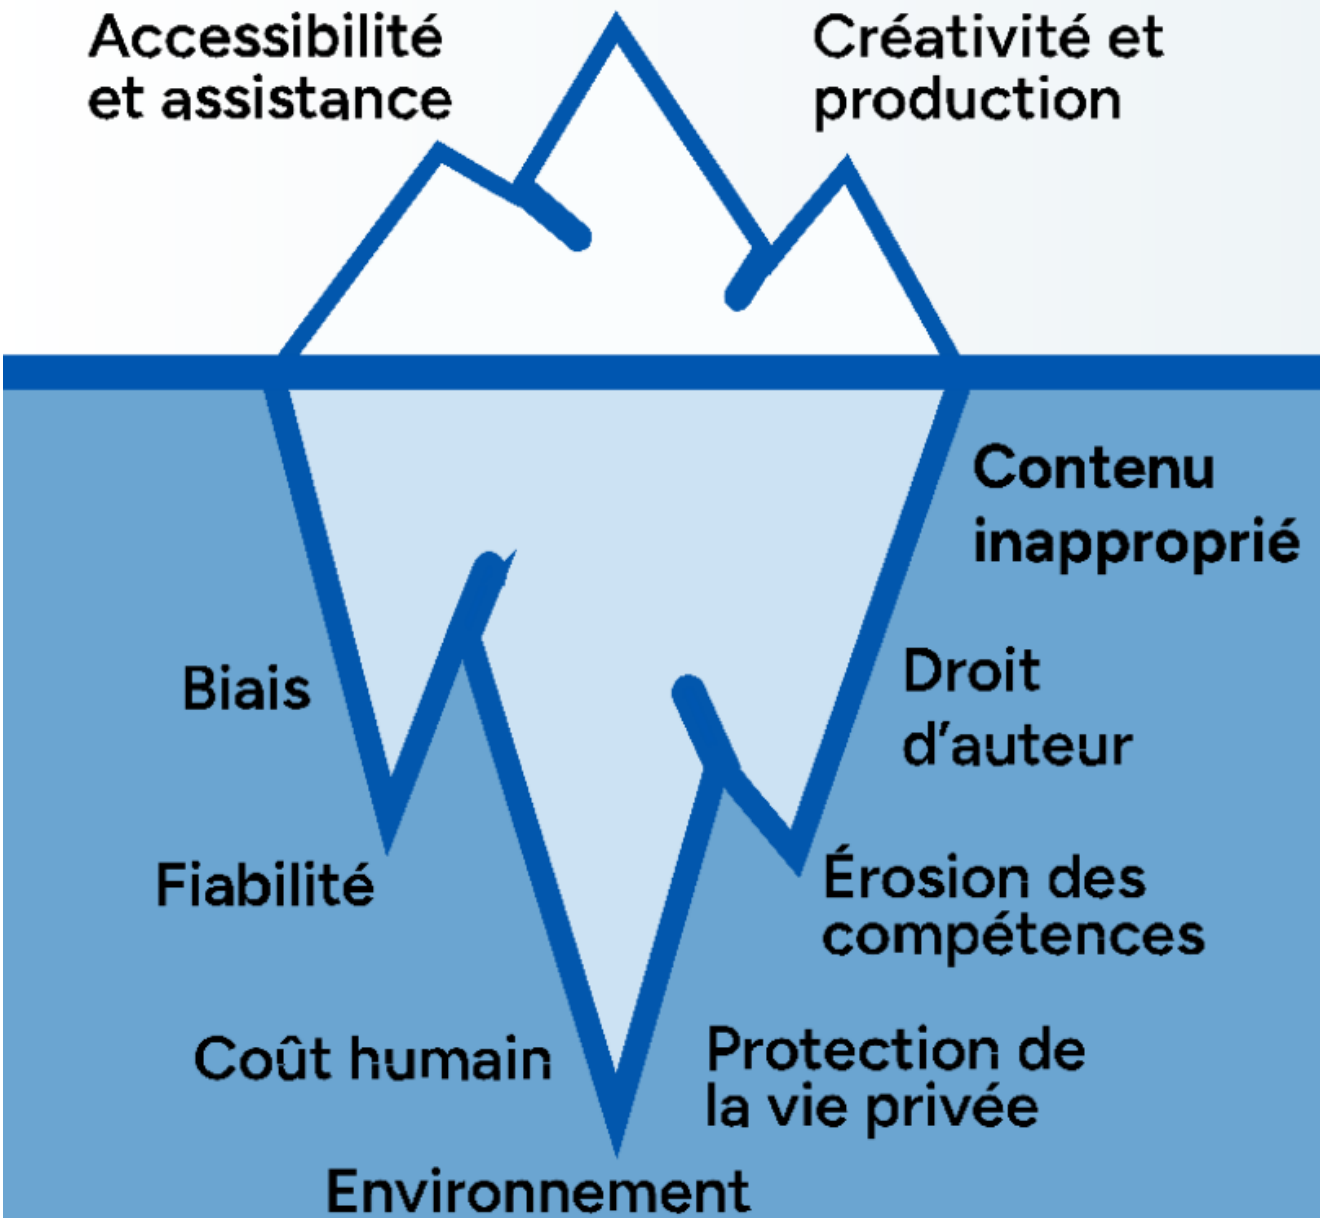 Accessibilité
et assistance
Créativité et
production
Contenu
inapproprié
Biais
Droit
d’auteur
Fiabilité
Érosion des
compétences
Coût humain
Protection de
la vie privée
Environnement